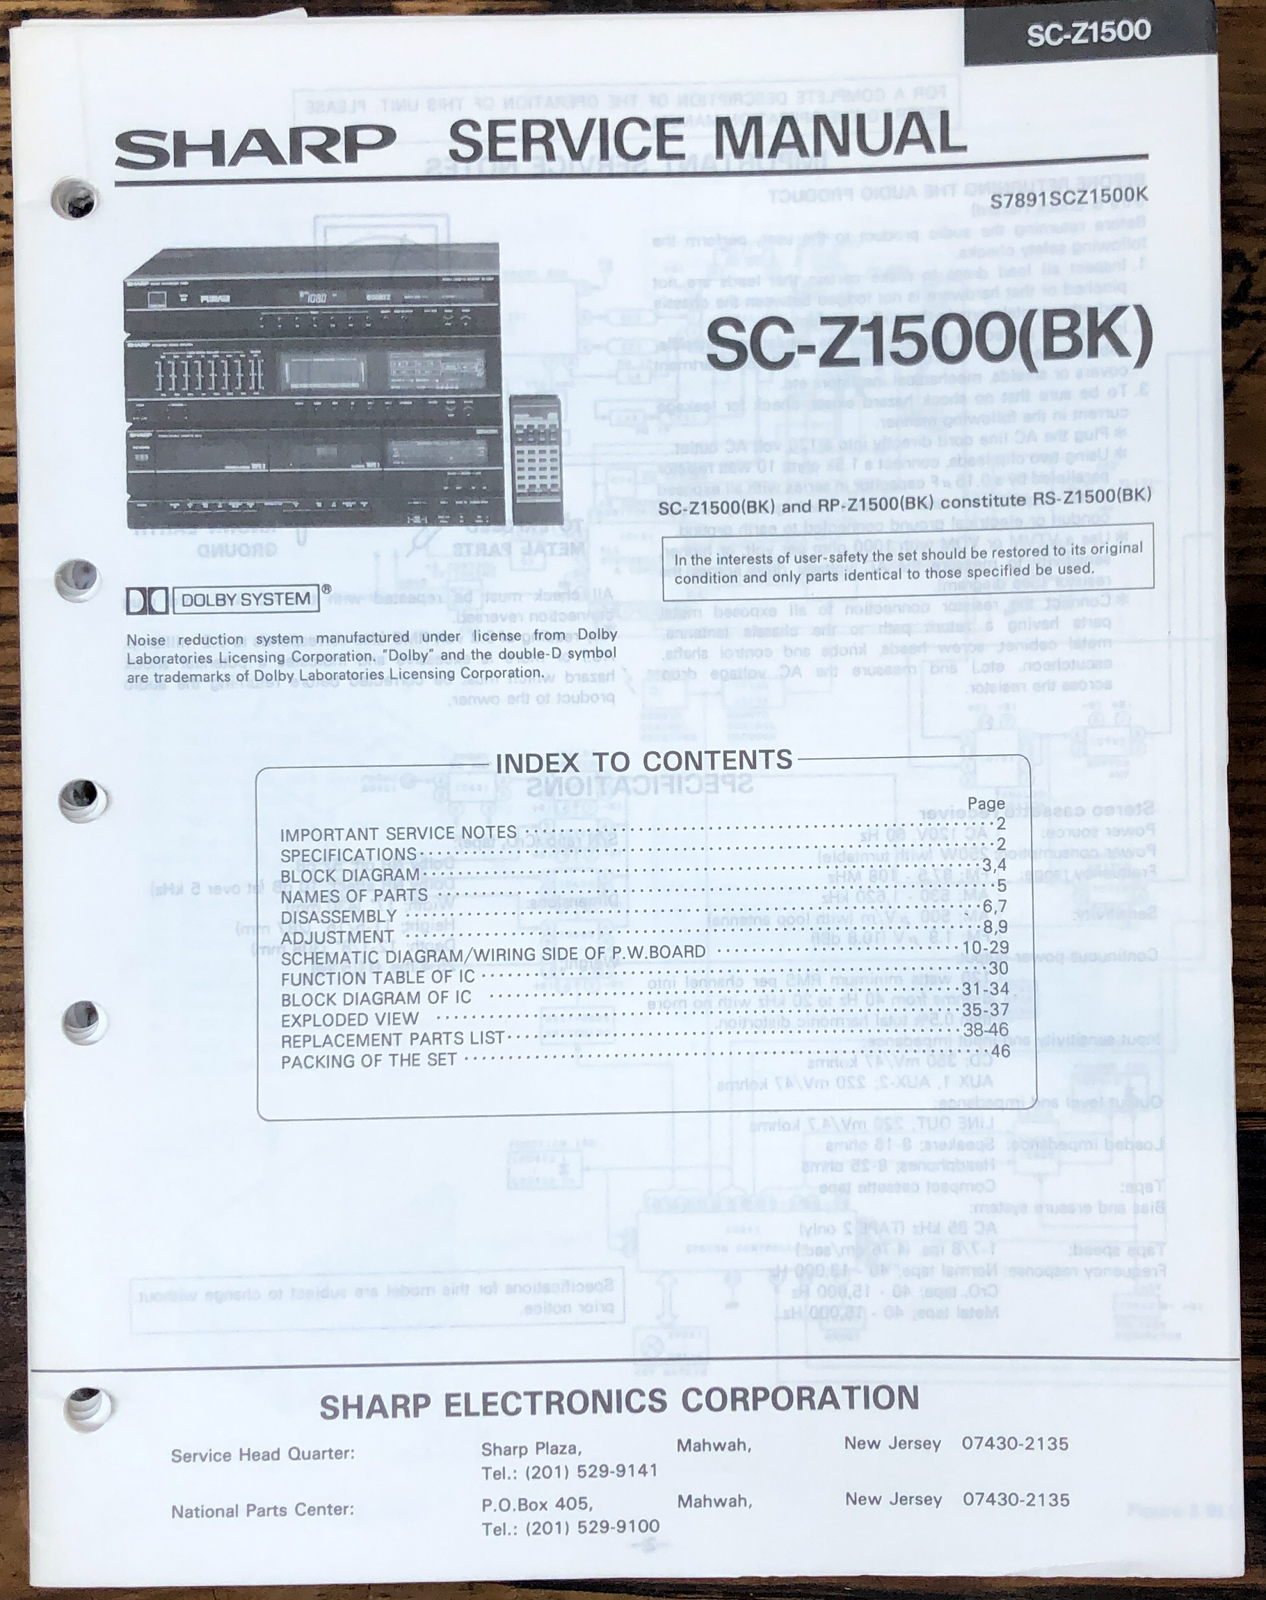 SC-Z1500
SHARP SERVICE MANUAL
S7891SCZ1500K
SC-Z1500(BK)
SC-Z1500(BK) and RP-Z1500(BK) constitute RS-Z1500(BK)
In the interests of user-safety the set should be restored to its original
condition and only parts identical to those specified be used.
DOLBY SYSTEM®
Noise reduction system manufactured under license from Dolby
Laboratories Licensing Corporation. "Dolby" and the double-D symbol
are trademarks of Dolby Laboratories Licensing Corporation.
INDEX TO CONTENTS
Page
IMPORTANT SERVICE NOTES 2
SPECIFICATIONS 2
BLOCK DIAGRAM 3,4
NAMES OF PARTS 5
DISASSEMBLY 6,7
ADJUSTMENT 8,9
SCHEMATIC DIAGRAM/WIRING SIDE OF P.W.BOARD 10-29
FUNCTION TABLE OF IC 30
BLOCK DIAGRAM OF IC 31-34
EXPLODED VIEW 35-37
REPLACEMENT PARTS LIST 38-46
PACKING OF THE SET 46
SHARP ELECTRONICS CORPORATION
Service Head Quarter: Sharp Plaza, Mahwah, New Jersey 07430-2135
Tel.: (201) 529-9141
National Parts Center: P.O.Box 405, Mahwah, New Jersey 07430-2135
Tel.: (201) 529-9100